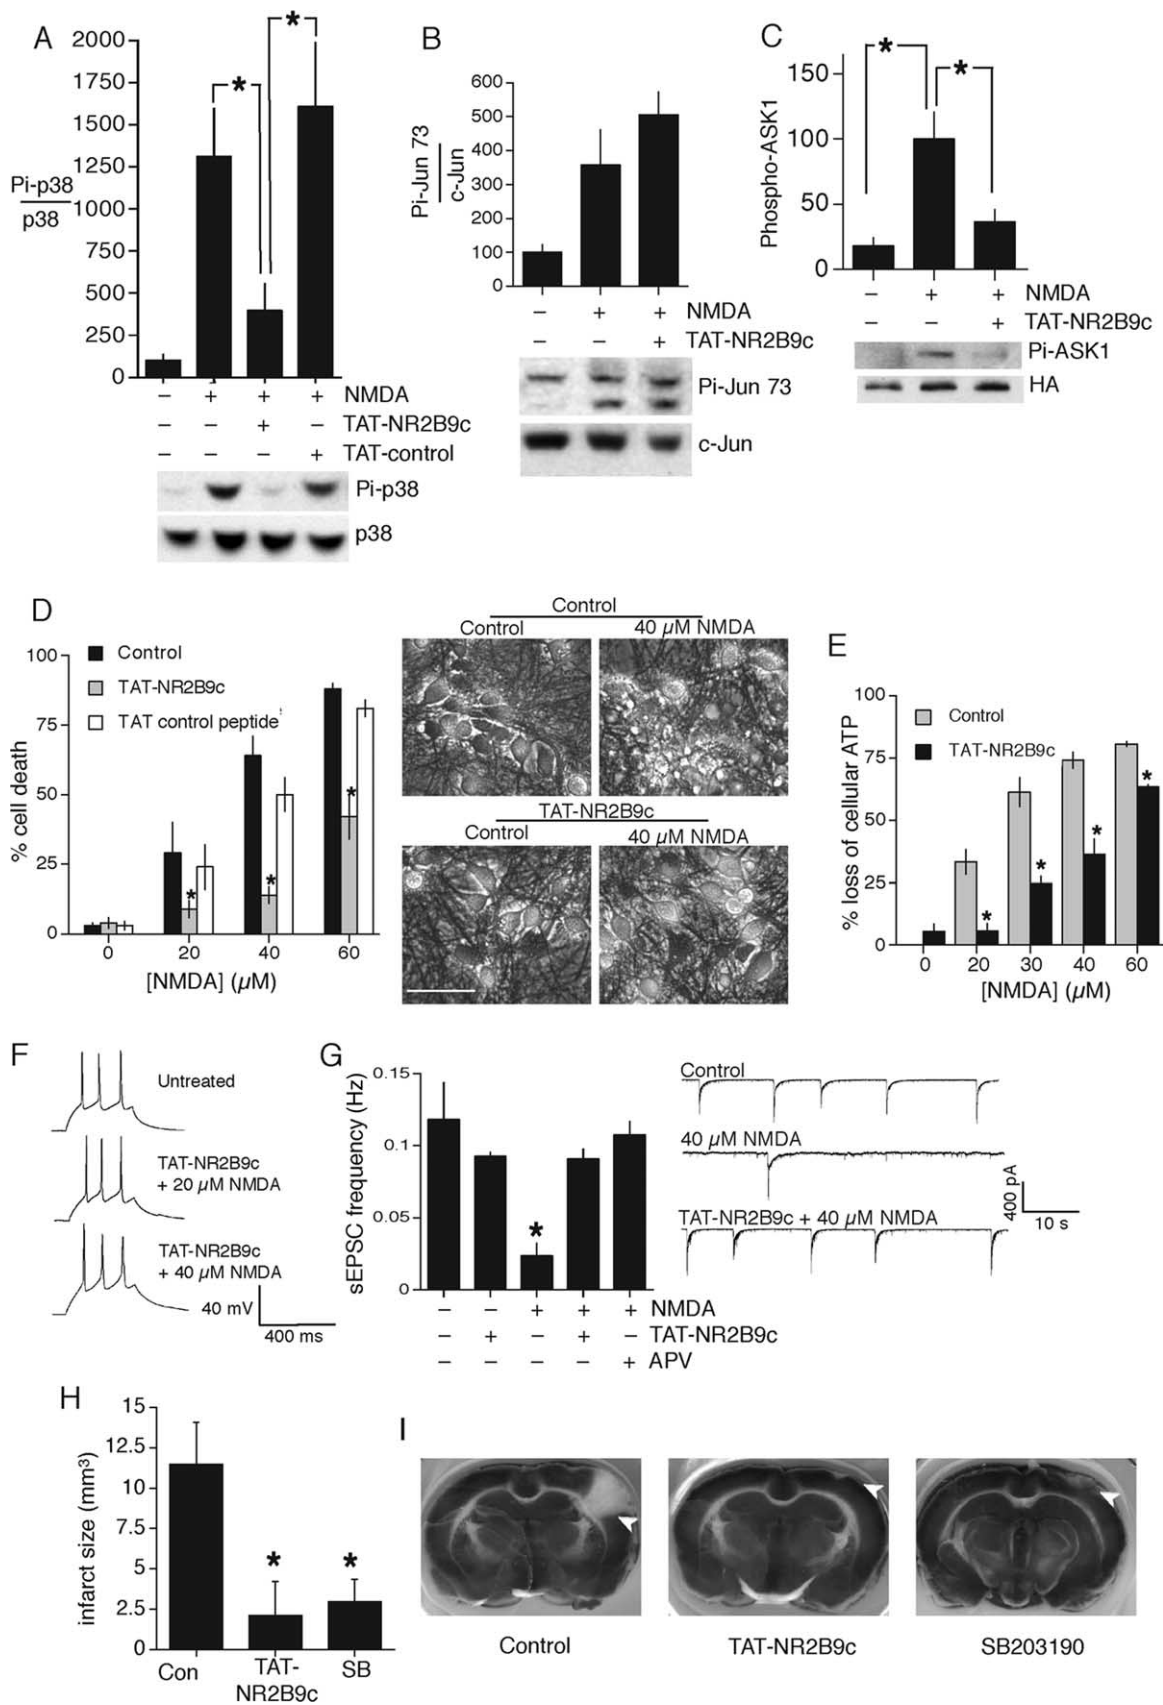 A
2000
1750
1500
1250
1000
750
500
250
0
Pi-p38
p38
*
*
– + + + NMDA
– – + – TAT-NR2B9c
– – – + TAT-control
Pi-p38
p38
B
600
500
400
300
200
100
0
Pi-Jun 73
c-Jun
– + + NMDA
– – + TAT-NR2B9c
Pi-Jun 73
c-Jun
C
150
100
50
0
Phospho-ASK1
*
*
– + + NMDA
– – + TAT-NR2B9c
Pi-ASK1
HA
D
100
75
50
25
0
% cell death
Control
TAT-NR2B9c
TAT control peptide
*
*
*
0 20 40 60
[NMDA] (µM)
Control
Control 40 µM NMDA
TAT-NR2B9c
Control 40 µM NMDA
E
100
75
50
25
0
% loss of cellular ATP
Control
TAT-NR2B9c
*
*
*
*
0 20 30 40 60
[NMDA] (µM)
F
Untreated
TAT-NR2B9c
+ 20 µM NMDA
TAT-NR2B9c
+ 40 µM NMDA
40 mV
400 ms
G
0.15
0.1
0.05
0
sEPSC frequency (Hz)
*
– – + + + NMDA
– + – + – TAT-NR2B9c
– – – – + APV
Control
40 µM NMDA
TAT-NR2B9c + 40 µM NMDA
400 pA
10 s
H
15
12.5
10
7.5
5
2.5
0
infarct size (mm³)
*
*
Con TAT- SB
NR2B9c
I
Control TAT-NR2B9c SB203190